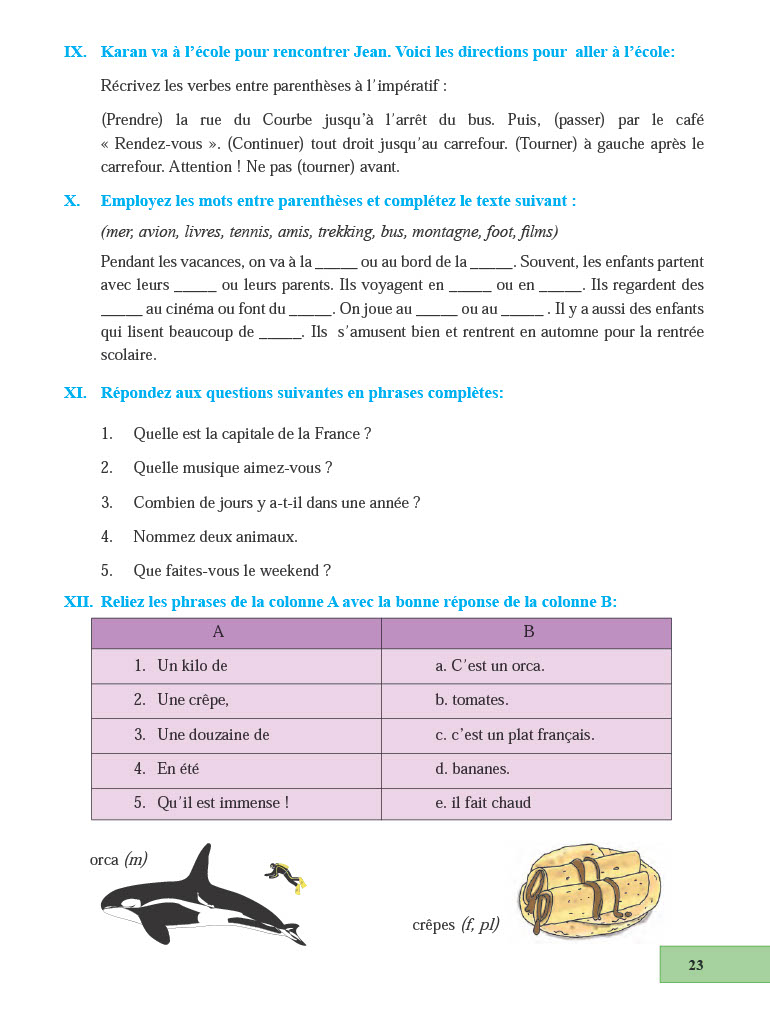 IX. Karan va à l'école pour rencontrer Jean. Voici les directions pour aller à l'école:
Récrivez les verbes entre parenthèses à l'impératif :
(Prendre) la rue du Courbe jusqu'à l'arrêt du bus. Puis, (passer) par le café
« Rendez-vous ». (Continuer) tout droit jusqu'au carrefour. (Tourner) à gauche après le
carrefour. Attention ! Ne pas (tourner) avant.
X. Employez les mots entre parenthèses et complétez le texte suivant :
(mer, avion, livres, tennis, amis, trekking, bus, montagne, foot, films)
Pendant les vacances, on va à la _____ ou au bord de la _____. Souvent, les enfants partent
avec leurs _____ ou leurs parents. Ils voyagent en _____ ou en _____. Ils regardent des
_____ au cinéma ou font du _____. On joue au _____ ou au _____ . Il y a aussi des enfants
qui lisent beaucoup de _____. Ils s'amusent bien et rentrent en automne pour la rentrée
scolaire.
XI. Répondez aux questions suivantes en phrases complètes:
1. Quelle est la capitale de la France ?
2. Quelle musique aimez-vous ?
3. Combien de jours y a-t-il dans une année ?
4. Nommez deux animaux.
5. Que faites-vous le weekend ?
XII. Reliez les phrases de la colonne A avec la bonne réponse de la colonne B:
A B
1. Un kilo de a. C'est un orca.
2. Une crêpe, b. tomates.
3. Une douzaine de c. c'est un plat français.
4. En été d. bananes.
5. Qu'il est immense ! e. il fait chaud
orca (m)
crêpes (f, pl)
23